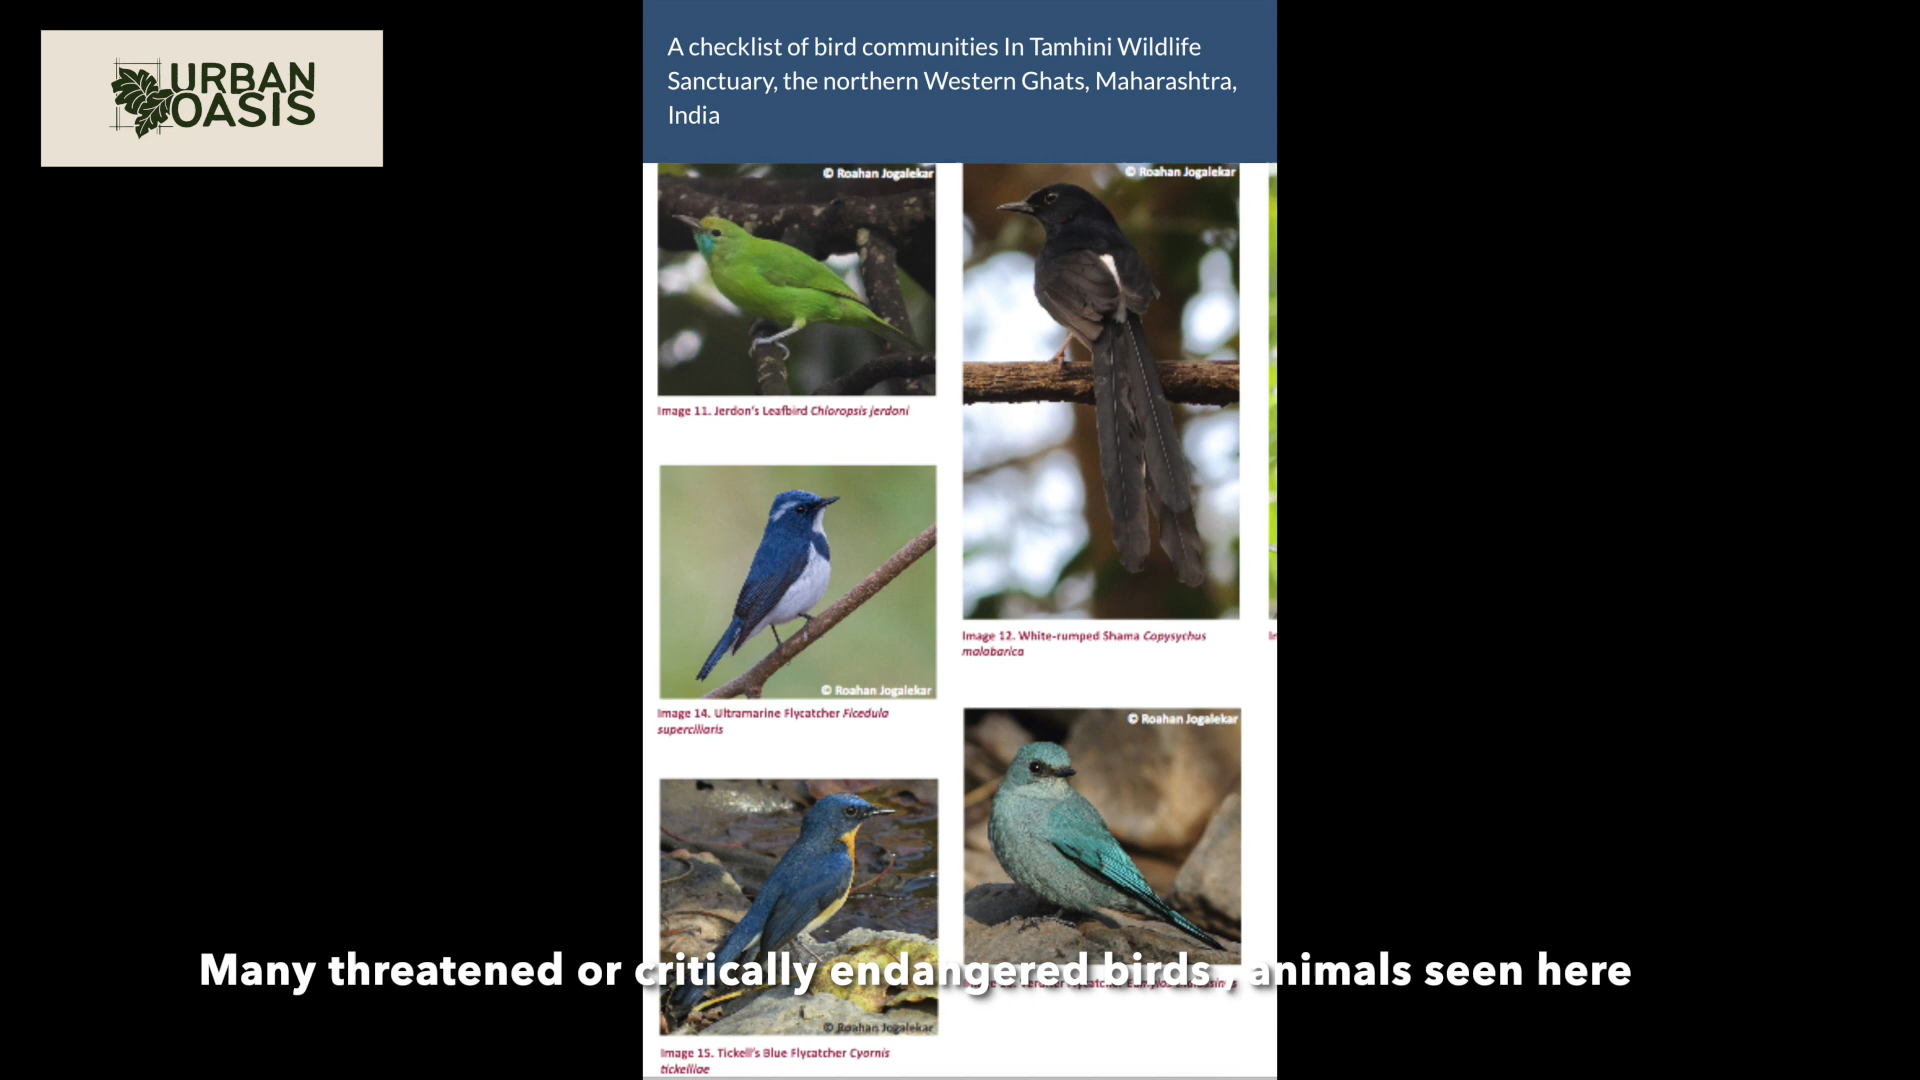 URBAN
OASIS
A checklist of bird communities In Tamhini Wildlife
Sanctuary, the northern Western Ghats, Maharashtra,
India
© Roahan Jogalekar
© Roahan Jogalekar
Image 11. Jerdon's Leafbird Chloropsis jerdoni
Image 12. White-rumped Shama Copysychus
malabarica
© Roahan Jogalekar
Image 14. Ultramarine Flycatcher Ficedula
superciliaris
© Roahan Jogalekar
Many threatened or critically endangered birds, animals seen here
© Roahan Jogalekar
Image 15. Tickell's Blue Flycatcher Cyornis
tickelliae